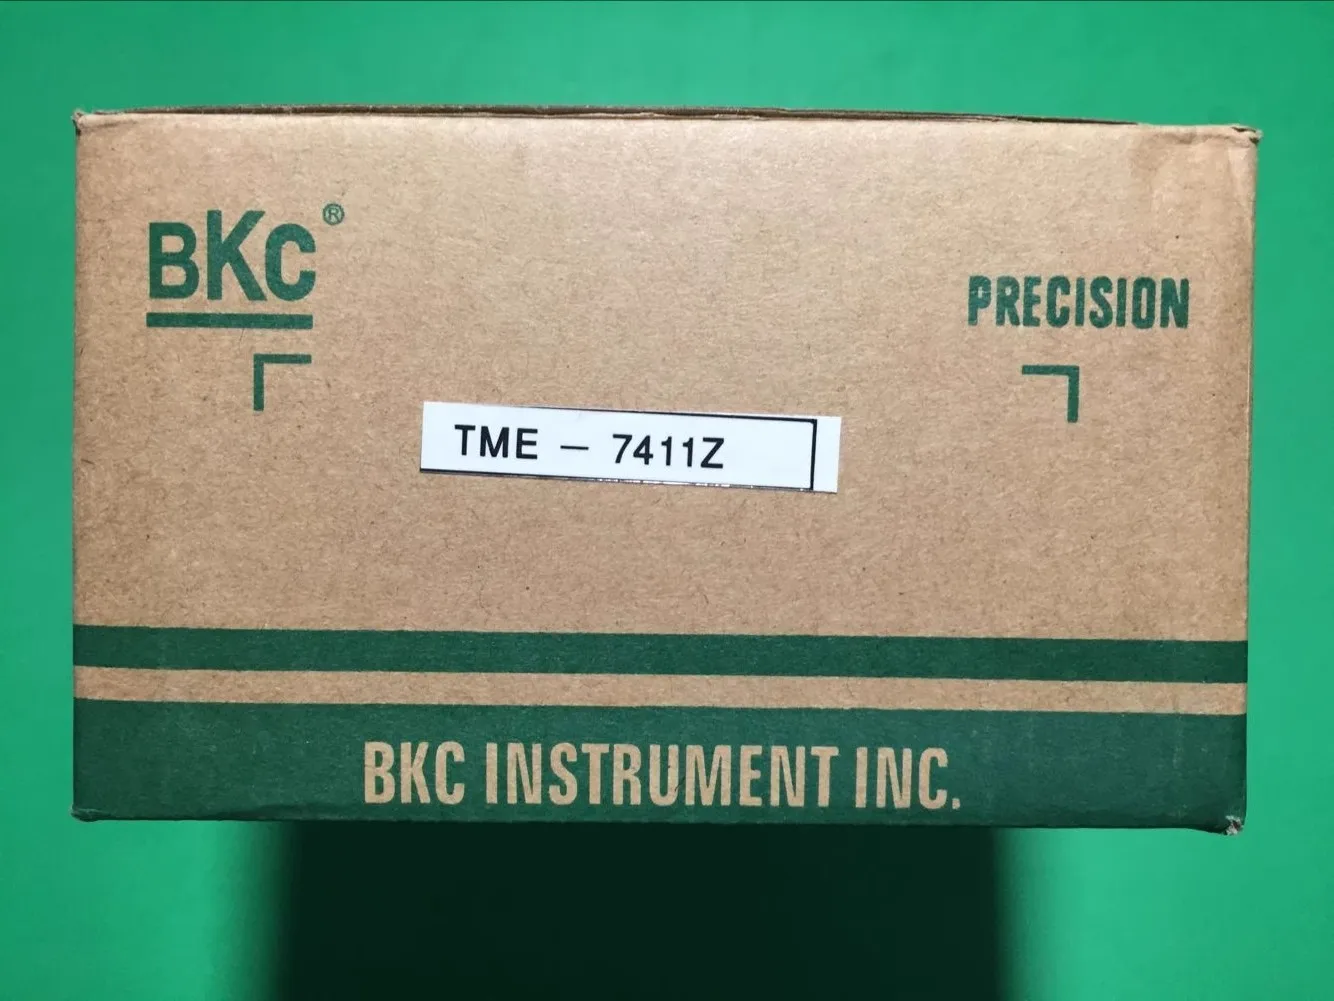 BKC®
PRECISION
TME - 7411Z
BKC INSTRUMENT INC.